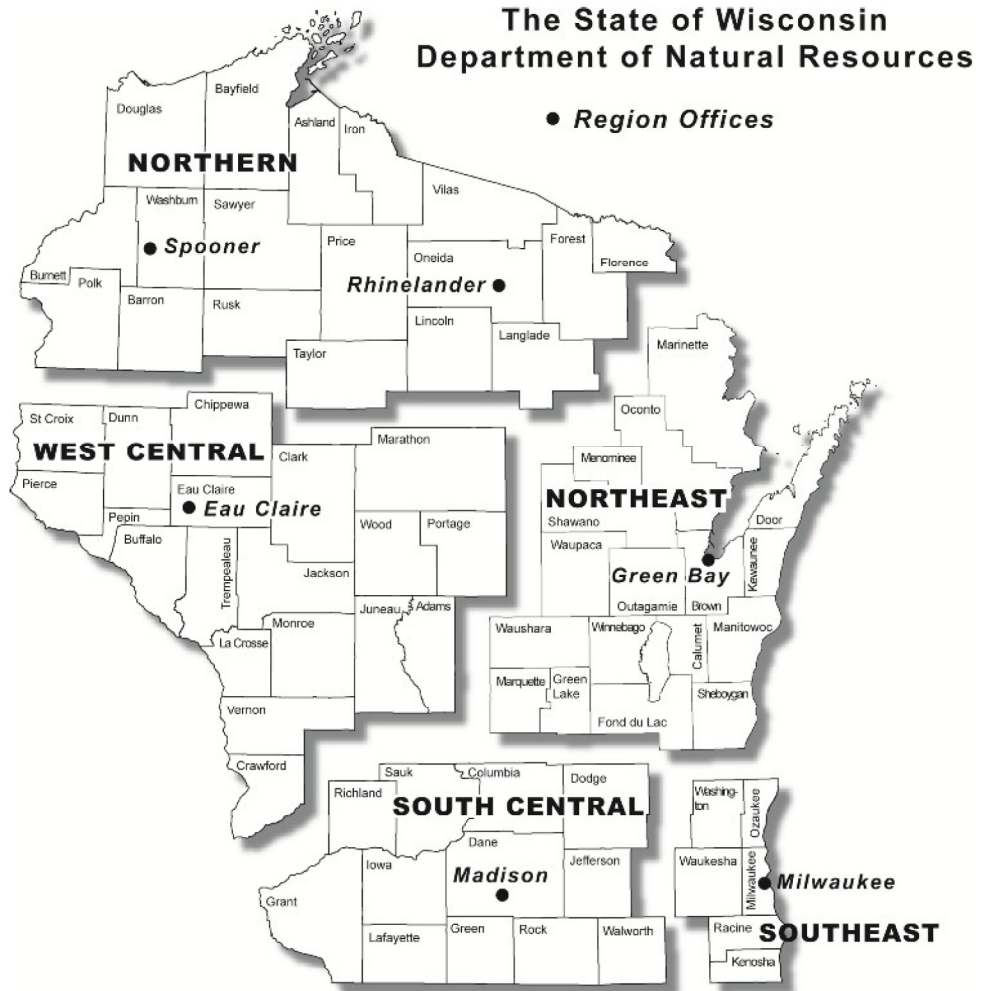 The State of Wisconsin
Department of Natural Resources
● Region Offices
Douglas
Bayfield
Ashland
Iron
NORTHERN
Vilas
Washburn
Sawyer
Spooner
Price
Oneida
Forest
Florence
Burnett
Polk
Barron
Rusk
Rhinelander
Lincoln
Langlade
Taylor
Marinette
St Croix
Dunn
Chippewa
WEST CENTRAL
Clark
Marathon
Pierce
Eau Claire
Eau Claire
Pepin
Buffalo
Trempealeau
Wood
Portage
Jackson
Juneau
Adams
Monroe
La Crosse
Vernon
Crawford
Oconto
Menominee
NORTHEAST
Shawano
Door
Waupaca
Green Bay
Kewaunee
Outagamie
Brown
Waushara
Winnebago
Calumet
Manitowoc
Marquette
Green
Lake
Sheboygan
Fond du Lac
Sauk
Columbia
Dodge
Richland
SOUTH CENTRAL
Dane
Iowa
Jefferson
Madison
Grant
Lafayette
Green
Rock
Walworth
Washing-
ton
Ozaukee
Waukesha
Milwaukee
Milwaukee
Racine
SOUTHEAST
Kenosha